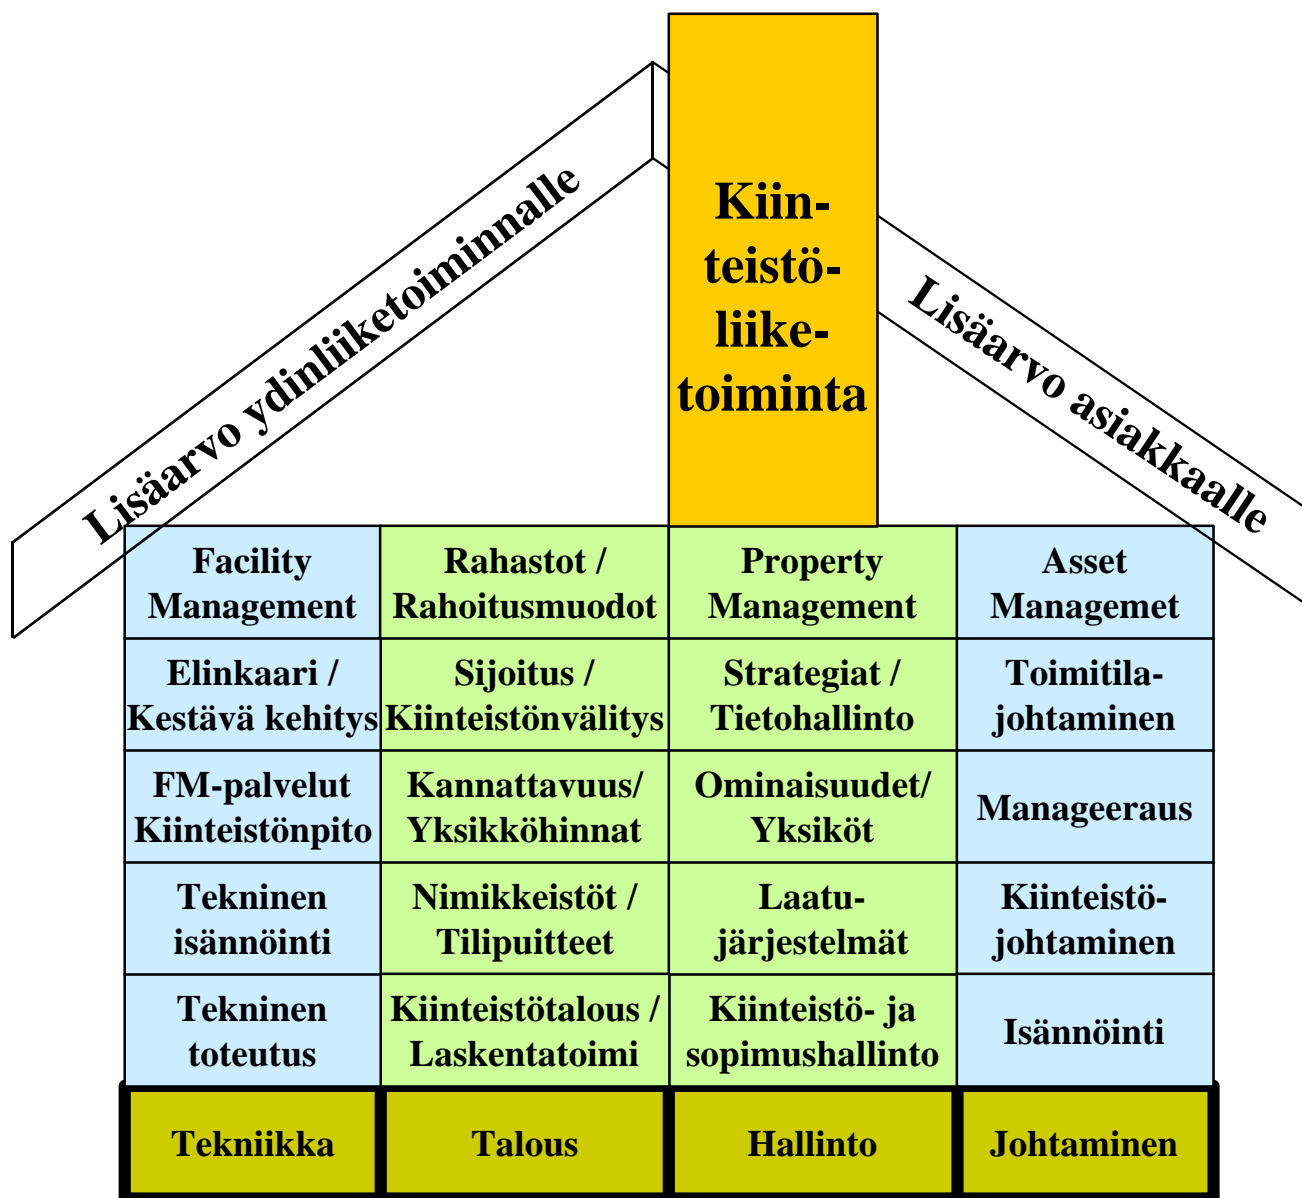 Kiin-
teistö-
liike-
toiminta
Lisäarvo ydinliiketoiminnalle
Lisäarvo asiakkaalle
Facility
Management
Rahastot /
Rahoitusmuodot
Property
Management
Asset
Managemet
Elinkaari /
Kestävä kehitys
Sijoitus /
Kiinteistönvälitys
Strategiat /
Tietohallinto
Toimitila-
johtaminen
FM-palvelut
Kiinteistönpito
Kannattavuus/
Yksikköhinnat
Ominaisuudet/
Yksiköt
Manageeraus
Tekninen
isännöinti
Nimikkeistöt /
Tilipuitteet
Laatu-
järjestelmät
Kiinteistö-
johtaminen
Tekninen
toteutus
Kiinteistötalous /
Laskentatoimi
Kiinteistö- ja
sopimushallinto
Isännöinti
Tekniikka
Talous
Hallinto
Johtaminen